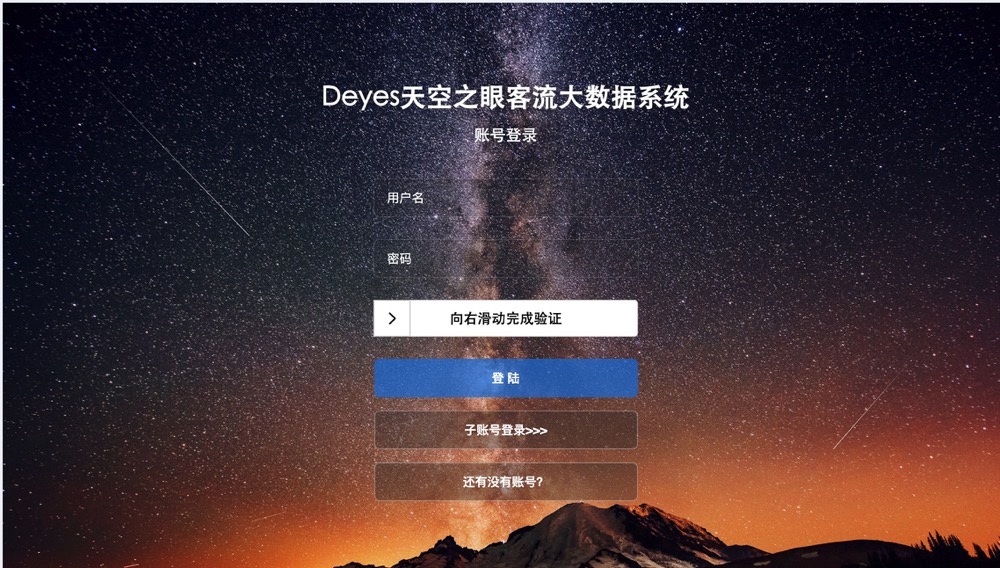 Deyes天空之眼客流大数据系统
账号登录
用户名
密码
向右滑动完成验证
登 陆
子账号登录>>>
还有没有账号?